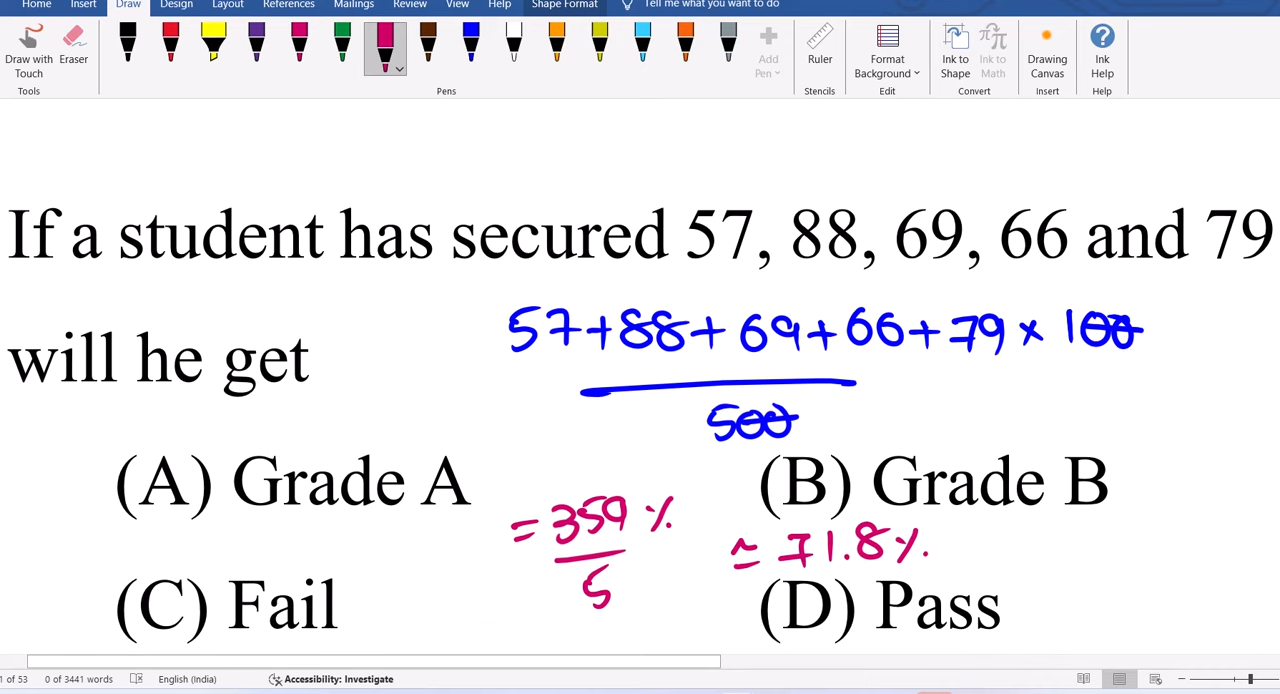 Home Insert Draw Design Layout References Mailings Review View Help Shape Format Tell me what you want to do
Draw with Touch
Eraser
Add Pen
Ruler
Format Background
Ink to Shape
Ink to Math
Drawing Canvas
Ink Help
Tools Pens Stencils Edit Convert Insert Help
If a student has secured 57, 88, 69, 66 and 79
57+88+69+66+79 × 100
will he get
500
(A) Grade A (B) Grade B
= 359 %
5
≃ 71.8 %
(C) Fail (D) Pass
1 of 53 0 of 3441 words English (India) Accessibility: Investigate